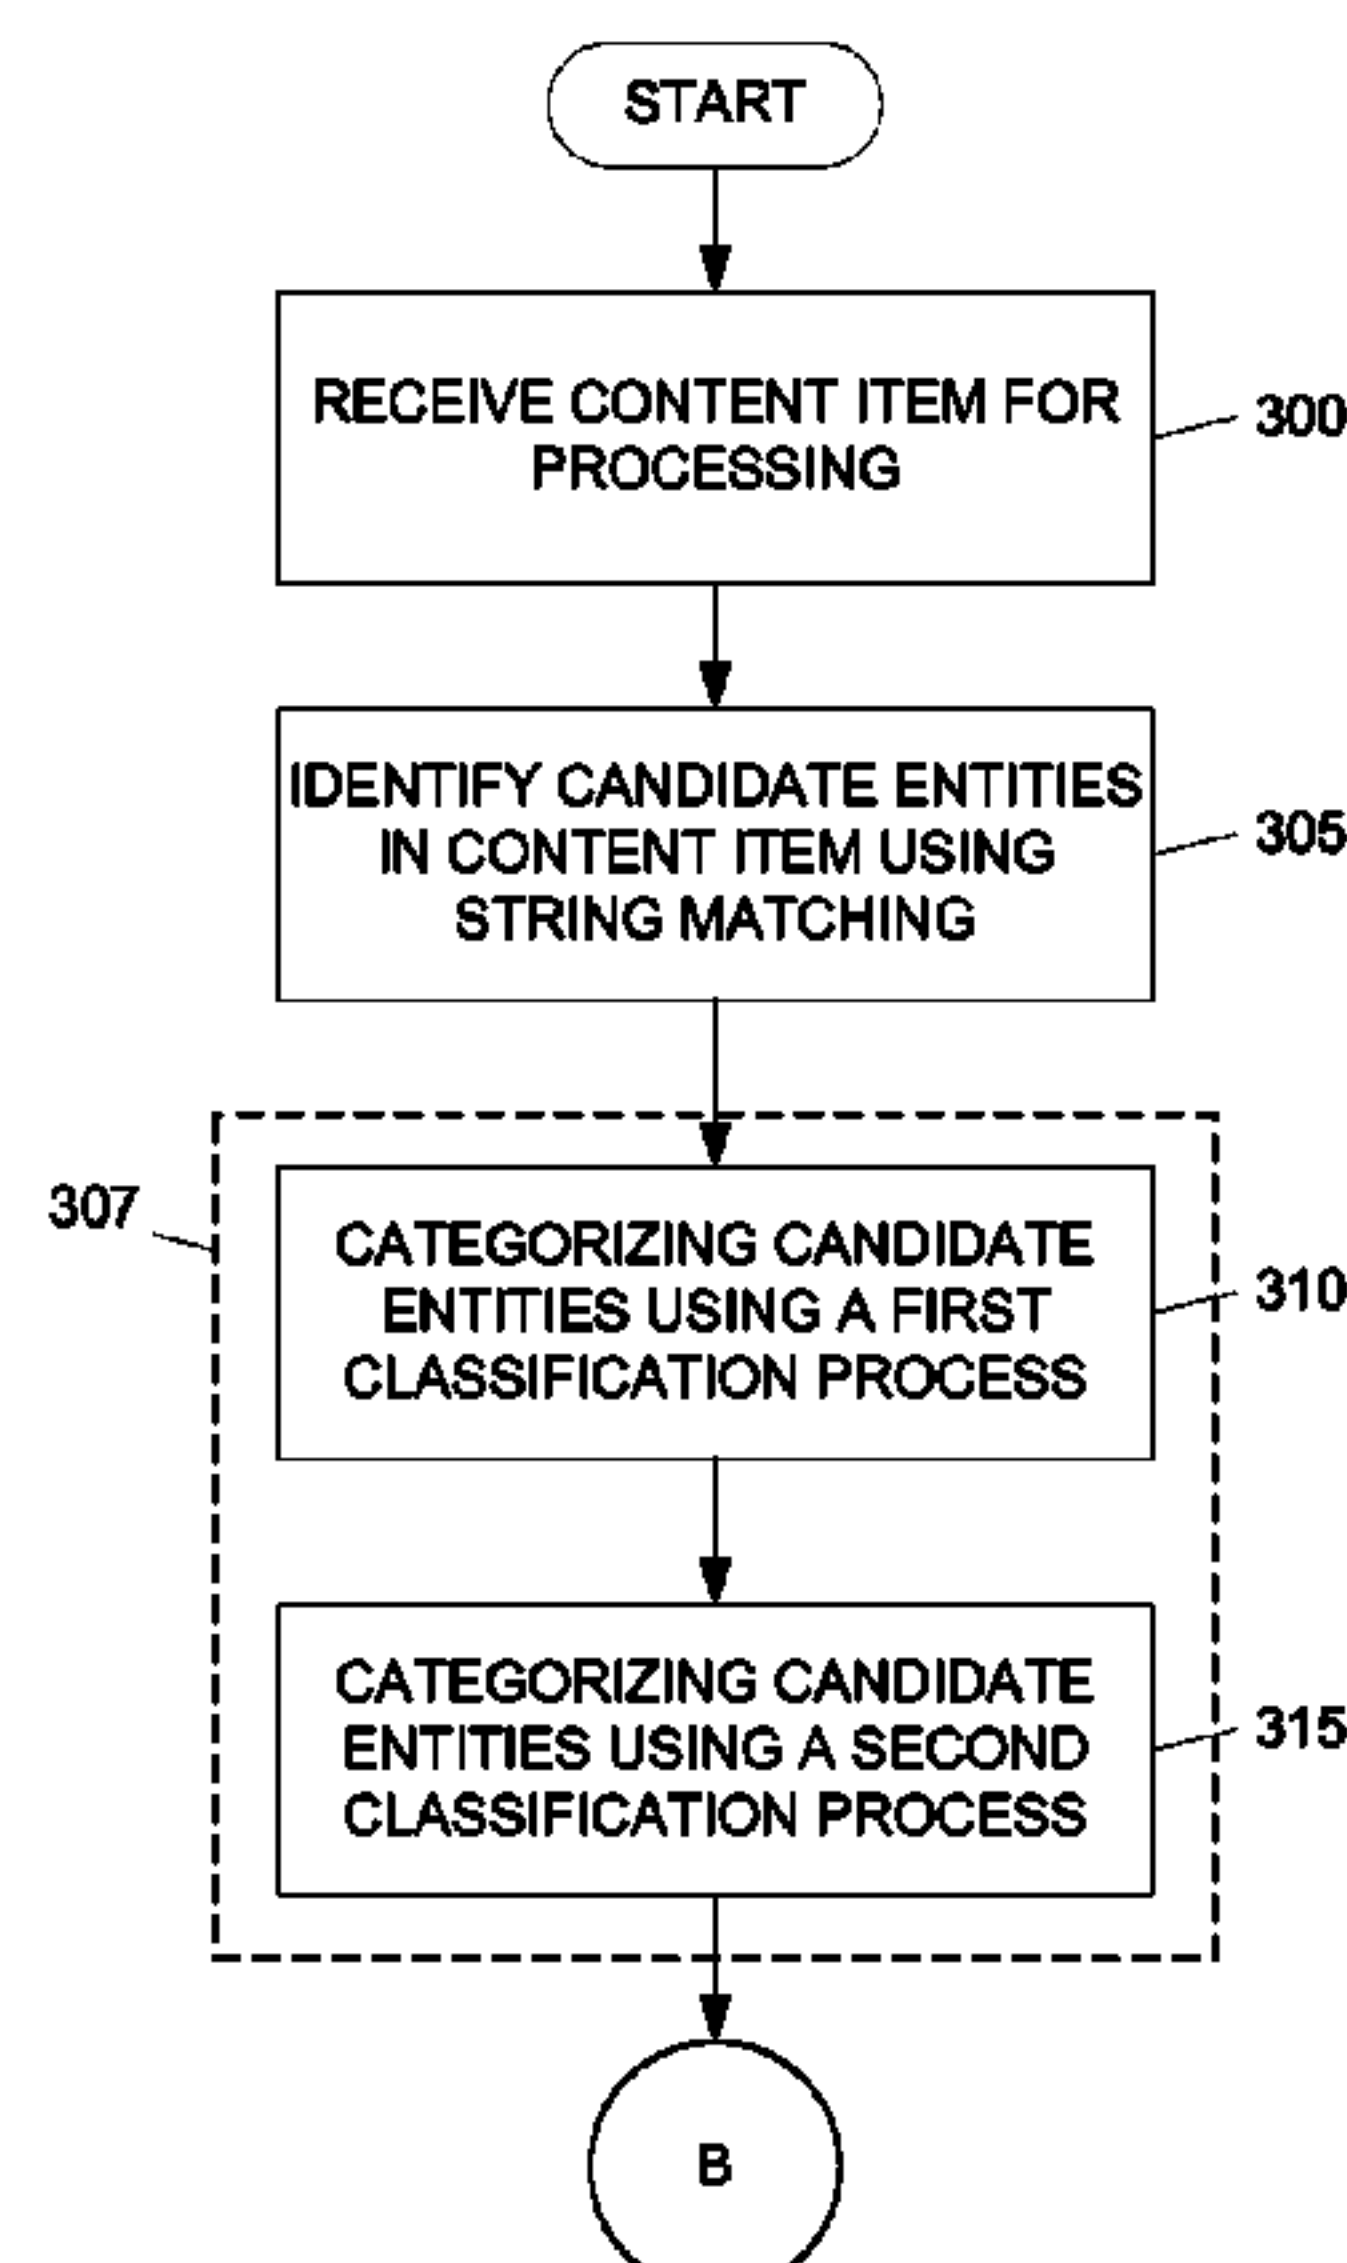 START
RECEIVE CONTENT ITEM FOR
PROCESSING
300
IDENTIFY CANDIDATE ENTITIES
IN CONTENT ITEM USING
STRING MATCHING
305
307
CATEGORIZING CANDIDATE
ENTITIES USING A FIRST
CLASSIFICATION PROCESS
310
CATEGORIZING CANDIDATE
ENTITIES USING A SECOND
CLASSIFICATION PROCESS
315
B